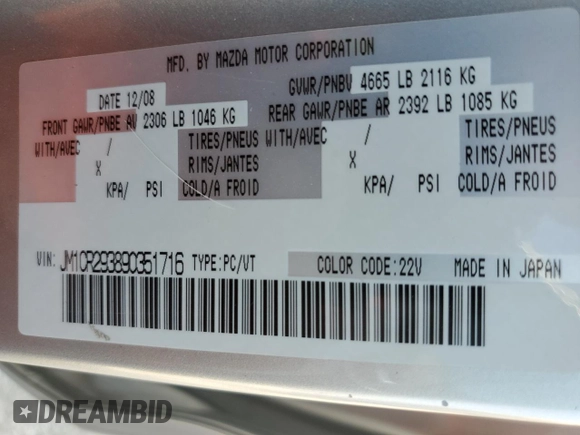 MFD. BY MAZDA MOTOR CORPORATION
DATE 12/08 GVWR/PNBV 4665 LB 2116 KG
FRONT GAWR/PNBE AV 2306 LB 1046 KG REAR GAWR/PNBE AR 2392 LB 1085 KG
WITH/AVEC / TIRES/PNEUS WITH/AVEC / TIRES/PNEUS
X RIMS/JANTES X RIMS/JANTES
KPA/ PSI COLD/A FROID KPA/ PSI COLD/A FROID
VIN: JM1CR293890351716 TYPE:PC/VT COLOR CODE:22V MADE IN JAPAN
DREAMBID